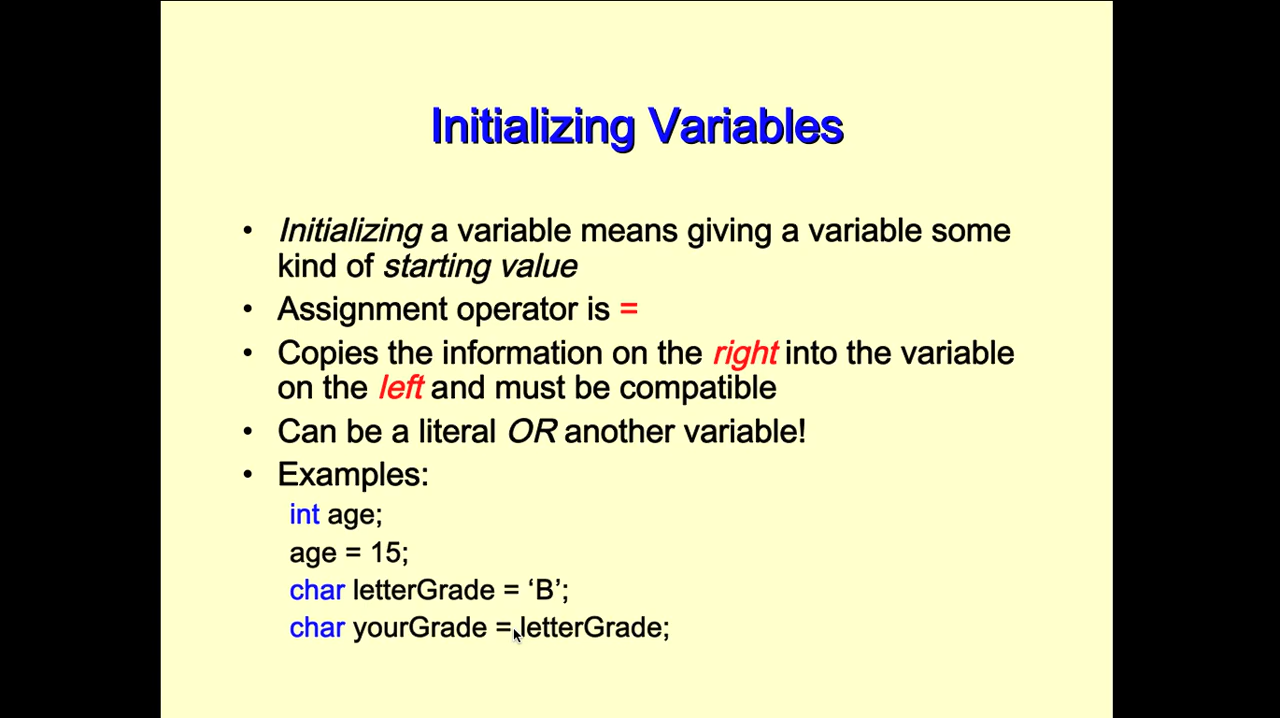 Initializing Variables
• Initializing a variable means giving a variable some
kind of starting value
• Assignment operator is =
• Copies the information on the right into the variable
on the left and must be compatible
• Can be a literal OR another variable!
• Examples:
int age;
age = 15;
char letterGrade = ‘B’;
char yourGrade = letterGrade;